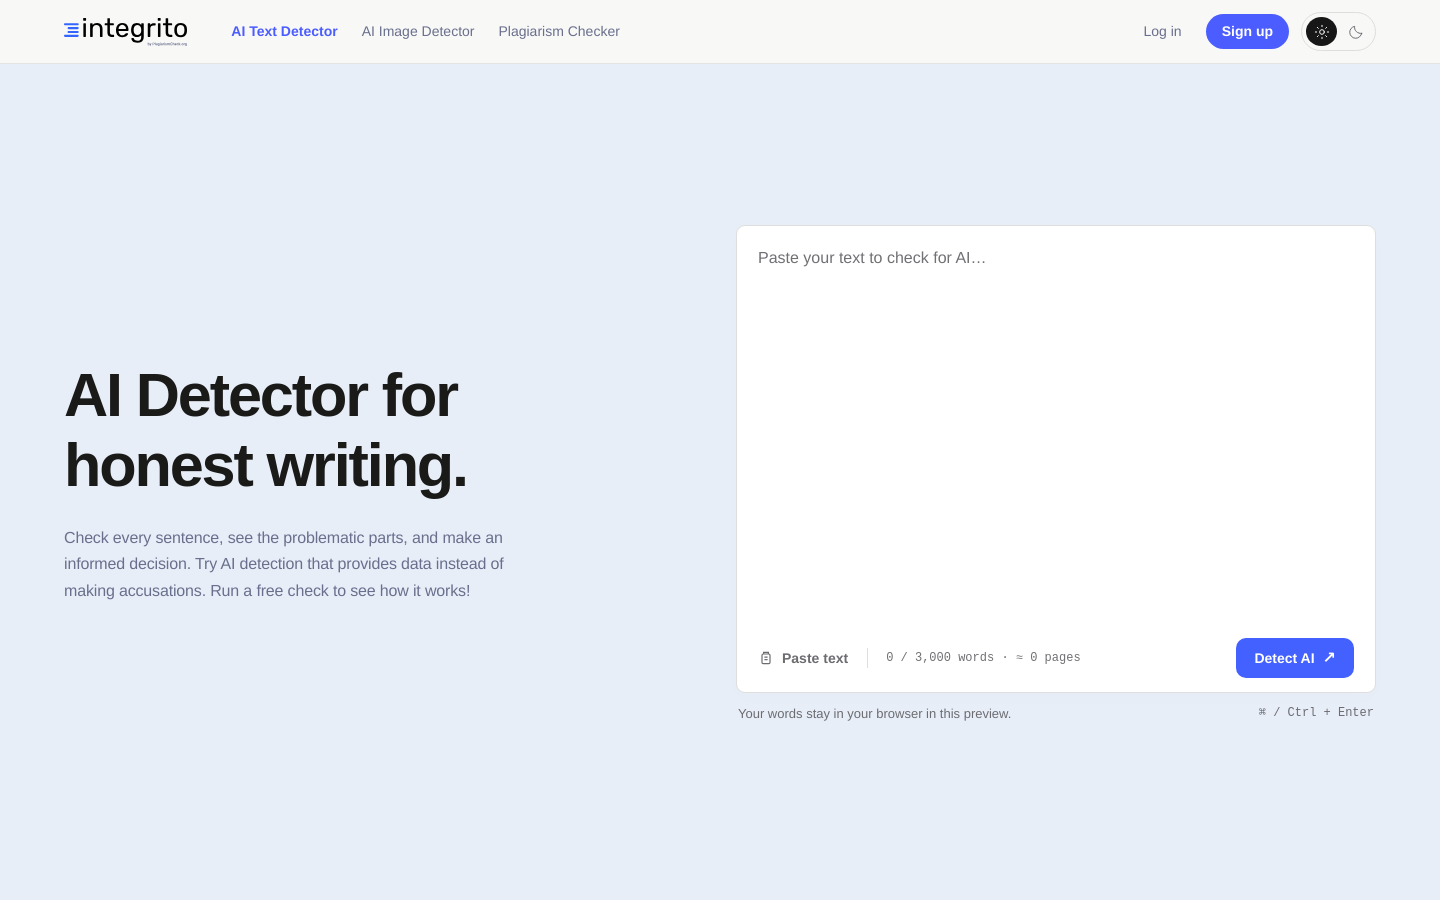 integrito
by PlagiarismCheck.org
AI Text Detector
AI Image Detector
Plagiarism Checker
Log in
Sign up
AI Detector for
honest writing.
Check every sentence, see the problematic parts, and make an
informed decision. Try AI detection that provides data instead of
making accusations. Run a free check to see how it works!
Paste your text to check for AI…
Paste text
0 / 3,000 words · ≈ 0 pages
Detect AI ↗
Your words stay in your browser in this preview.
⌘ / Ctrl + Enter